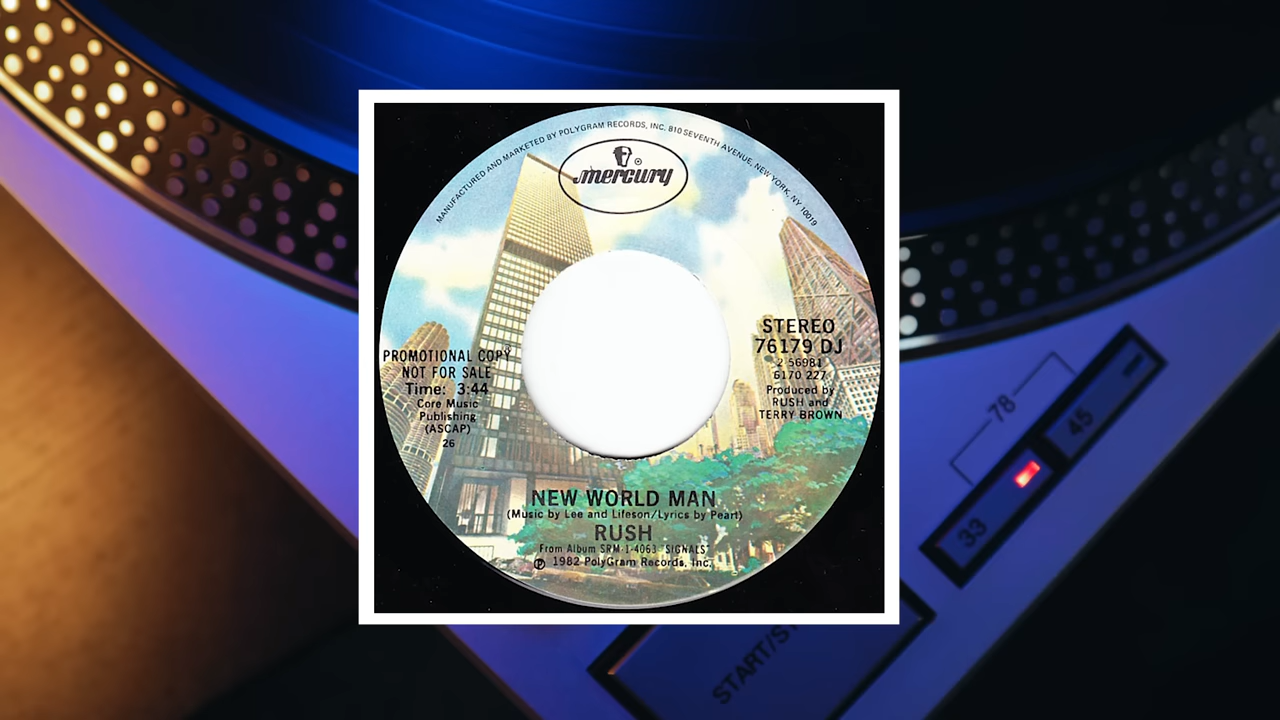 MANUFACTURED AND MARKETED BY POLYGRAM RECORDS, INC. 810 SEVENTH AVENUE, NEW YORK, NY 10019
mercury
PROMOTIONAL COPY
NOT FOR SALE
Time: 3:44
Core Music
Publishing
(ASCAP)
26
STEREO
76179 DJ
2 56981
6170 227
Produced by
RUSH and
TERRY BROWN
NEW WORLD MAN
(Music by Lee and Lifeson/Lyrics by Peart)
RUSH
From Album SRM-1-4063 "SIGNALS"
Ⓟ 1982 PolyGram Records, Inc.
78
45
33
START/ST